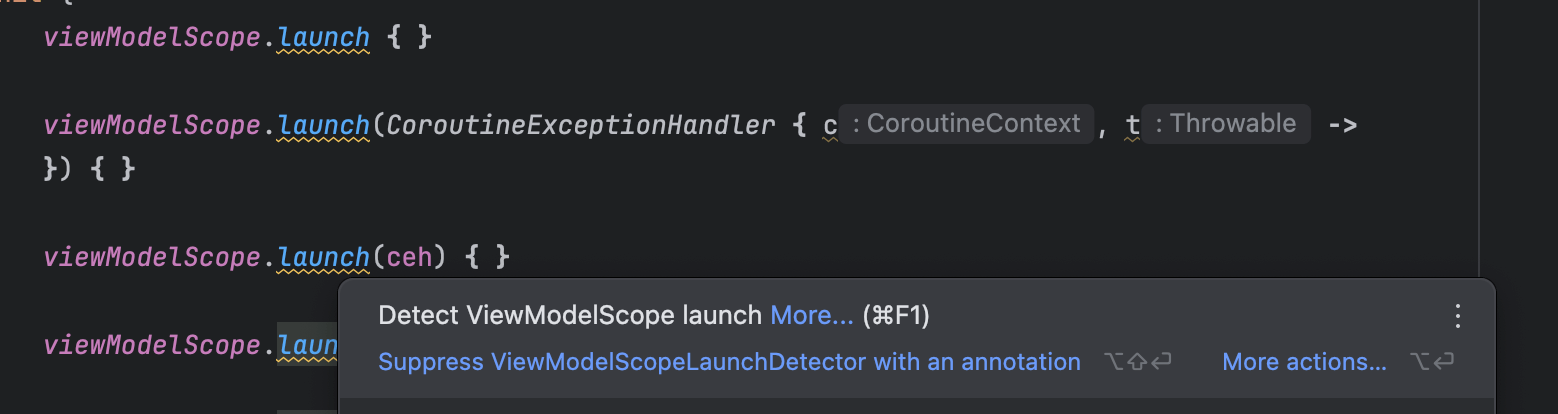 viewModelScope.launch { }
viewModelScope.launch(CoroutineExceptionHandler { c : CoroutineContext, t : Throwable ->
}) { }
viewModelScope.launch(ceh) { }
Detect ViewModelScope launch More... (⌘F1)
viewModelScope.laun
Suppress ViewModelScopeLaunchDetector with an annotation ⌥⇧⏎ More actions... ⌥⏎